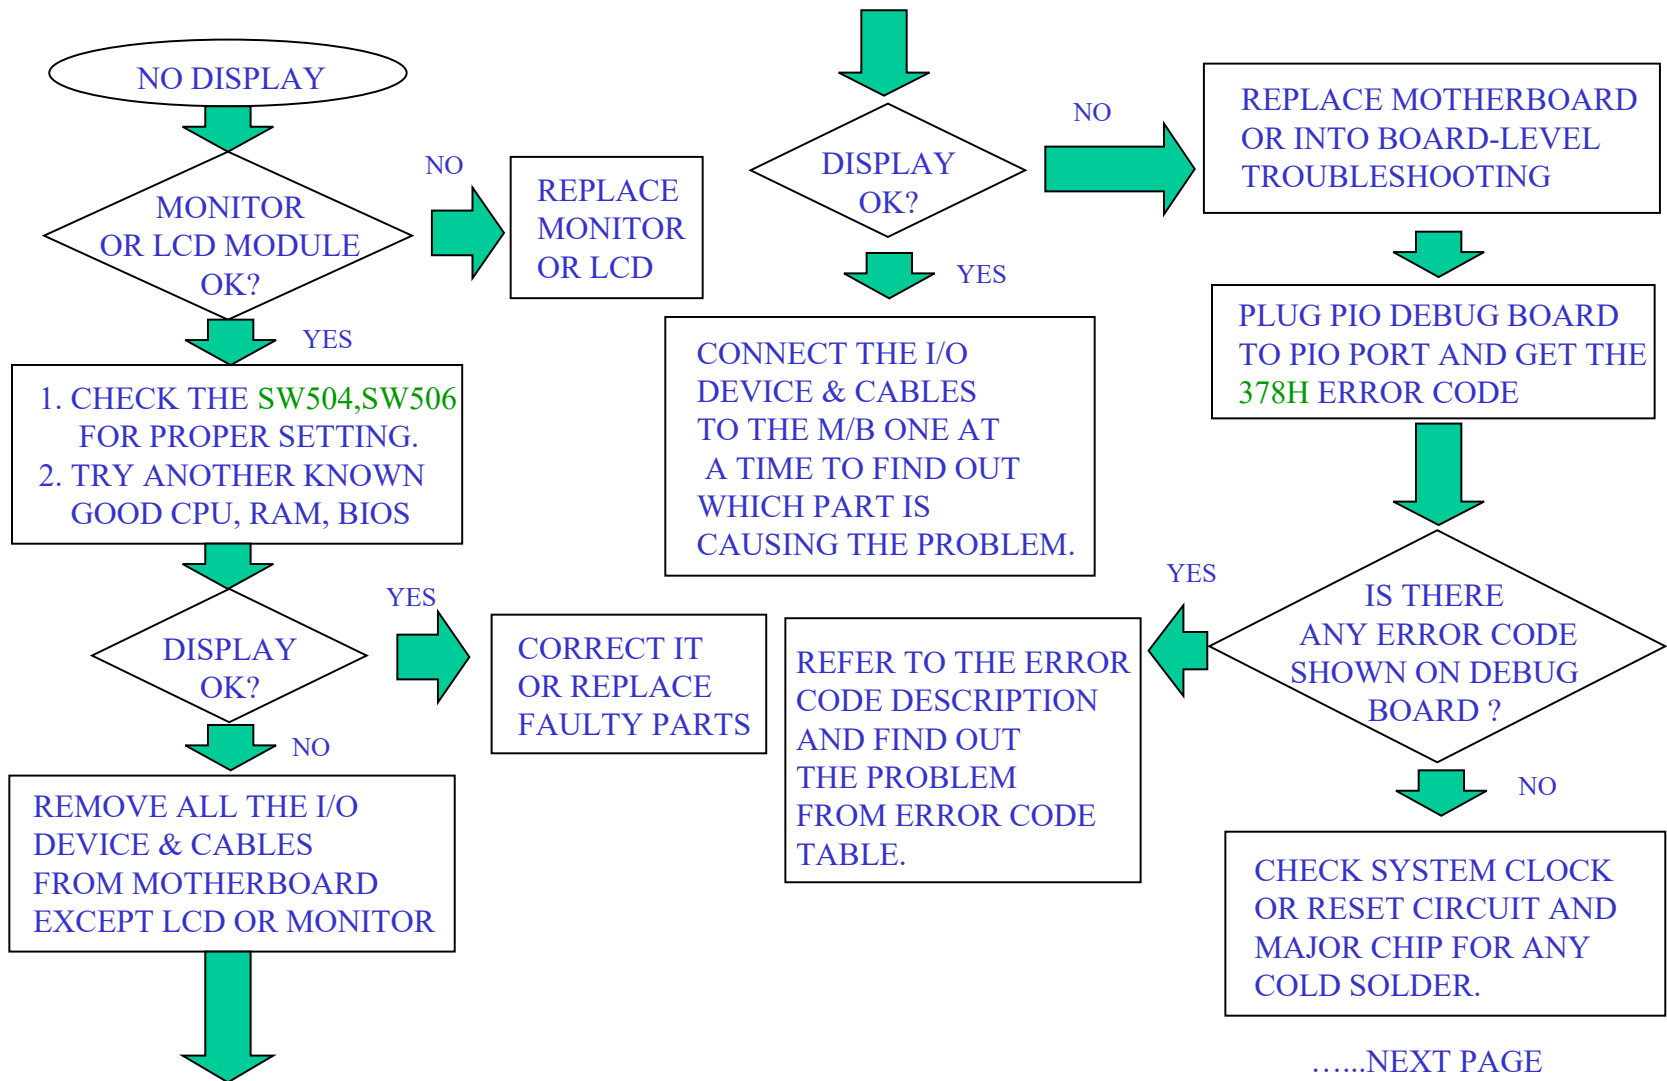 NO DISPLAY
MONITOR
OR LCD MODULE
OK?
NO
REPLACE
MONITOR
OR LCD
YES
1. CHECK THE SW504,SW506
FOR PROPER SETTING.
2. TRY ANOTHER KNOWN
GOOD CPU, RAM, BIOS
DISPLAY
OK?
YES
CORRECT IT
OR REPLACE
FAULTY PARTS
NO
REMOVE ALL THE I/O
DEVICE & CABLES
FROM MOTHERBOARD
EXCEPT LCD OR MONITOR
DISPLAY
OK?
NO
REPLACE MOTHERBOARD
OR INTO BOARD-LEVEL
TROUBLESHOOTING
YES
CONNECT THE I/O
DEVICE & CABLES
TO THE M/B ONE AT
A TIME TO FIND OUT
WHICH PART IS
CAUSING THE PROBLEM.
PLUG PIO DEBUG BOARD
TO PIO PORT AND GET THE
378H ERROR CODE
IS THERE
ANY ERROR CODE
SHOWN ON DEBUG
BOARD ?
YES
REFER TO THE ERROR
CODE DESCRIPTION
AND FIND OUT
THE PROBLEM
FROM ERROR CODE
TABLE.
NO
CHECK SYSTEM CLOCK
OR RESET CIRCUIT AND
MAJOR CHIP FOR ANY
COLD SOLDER.
…...NEXT PAGE